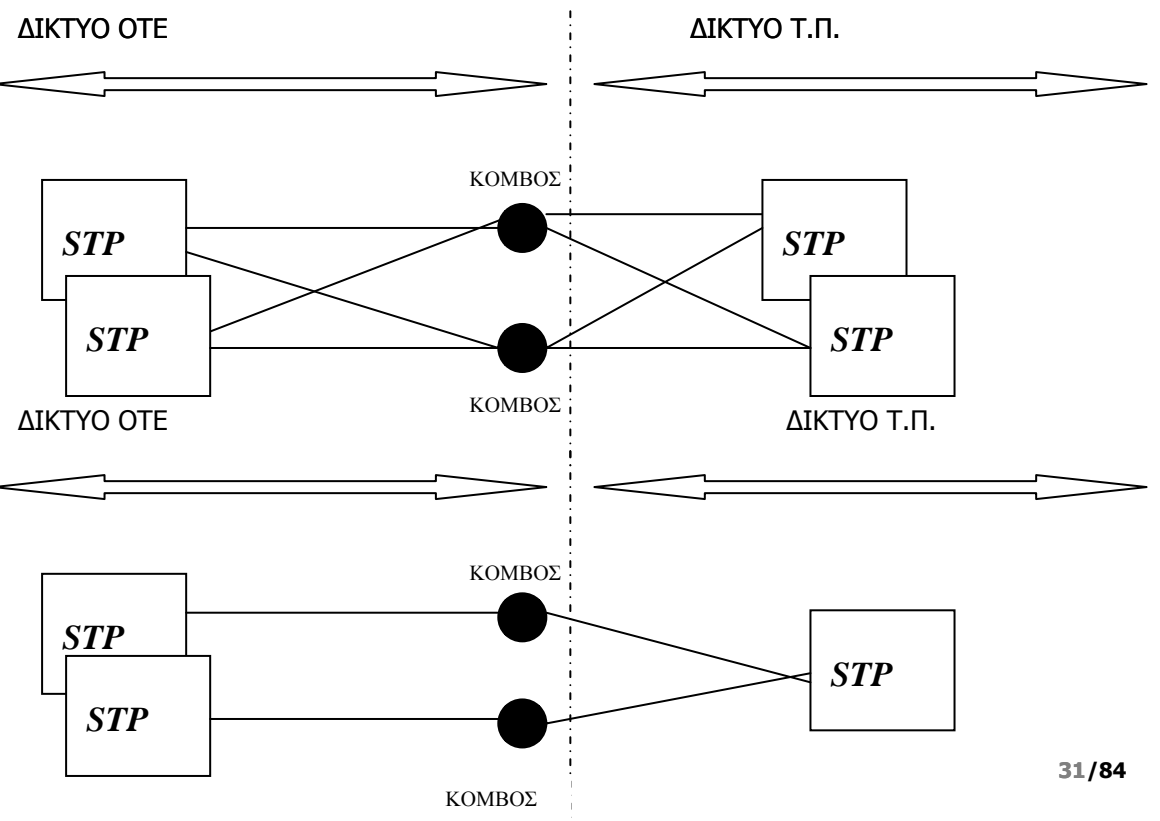 ΔΙΚΤΥΟ ΟΤΕ ΔΙΚΤΥΟ Τ.Π.
ΚΟΜΒΟΣ
STP STP
STP STP
ΚΟΜΒΟΣ
ΔΙΚΤΥΟ ΟΤΕ ΔΙΚΤΥΟ Τ.Π.
ΚΟΜΒΟΣ
STP
STP
STP
ΚΟΜΒΟΣ
31/84